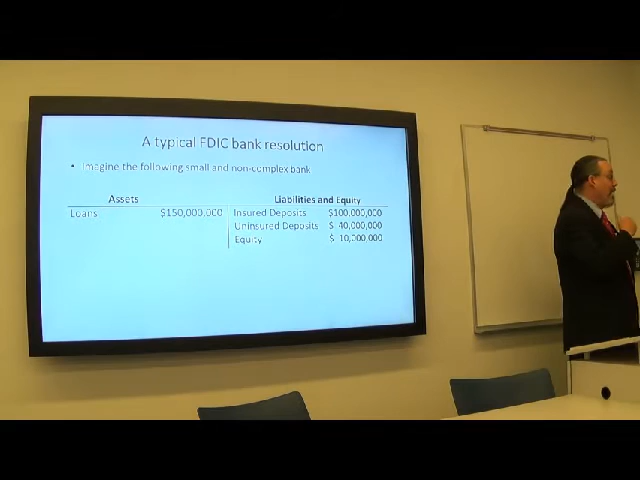 A typical FDIC bank resolution
• Imagine the following small and non-complex bank
Assets Liabilities and Equity
Loans $150,000,000 Insured Deposits $100,000,000
Uninsured Deposits $ 40,000,000
Equity $ 10,000,000